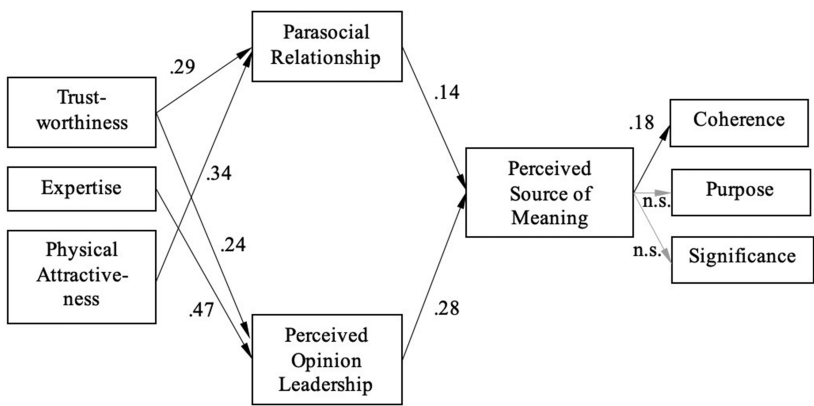 Parasocial
Relationship
.29
Trust-
worthiness
.14
.18
Coherence
Expertise
.34
Perceived
Source of
Meaning
n.s.
Purpose
Physical
Attractive-
ness
.24
n.s.
Significance
.47
.28
Perceived
Opinion
Leadership